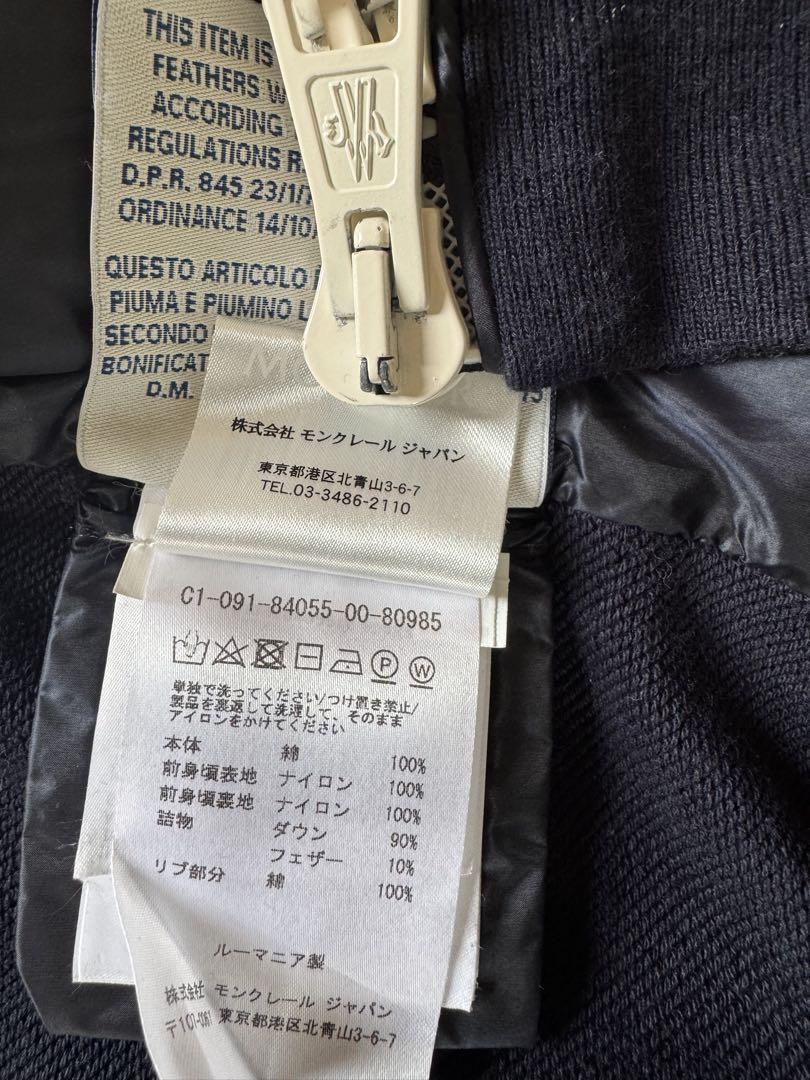 THIS ITEM IS
FEATHERS
ACCORDING
REGULATIONS
D.P.R. 845 23/1/
ORDINANCE 14/10/
QUESTO ARTICOLO
PIUMA E PIUMINO
SECONDO
BONIFICAT
D.M.
M
R
株式会社 モンクレール ジャパン
東京都港区北青山3-6-7
TEL.03-3486-2110
C1-091-84055-00-80985
P W
単独で洗ってください/つけ置き禁止/
製品を裏返して洗濯して、そのまま
アイロンをかけてください
本体 綿 100%
前身頃表地 ナイロン 100%
前身頃裏地 ナイロン 100%
詰物 ダウン 90%
フェザー 10%
リブ部分 綿 100%
ルーマニア製
株式会社 モンクレール ジャパン
〒107-0061 東京都港区北青山3-6-7